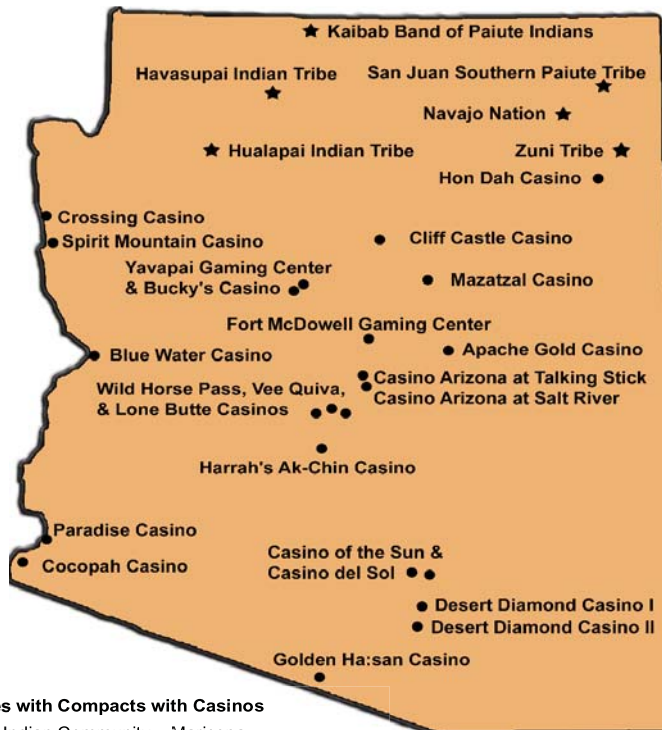 Kaibab Band of Paiute Indians
Havasupai Indian Tribe
San Juan Southern Paiute Tribe
Navajo Nation
Hualapai Indian Tribe
Zuni Tribe
Hon Dah Casino
Crossing Casino
Spirit Mountain Casino
Cliff Castle Casino
Yavapai Gaming Center
& Bucky's Casino
Mazatzal Casino
Fort McDowell Gaming Center
Blue Water Casino
Apache Gold Casino
Casino Arizona at Talking Stick
Casino Arizona at Salt River
Wild Horse Pass, Vee Quiva,
& Lone Butte Casinos
Harrah's Ak-Chin Casino
Paradise Casino
Cocopah Casino
Casino of the Sun &
Casino del Sol
Desert Diamond Casino I
Desert Diamond Casino II
Golden Ha:san Casino
with Compacts with Casinos